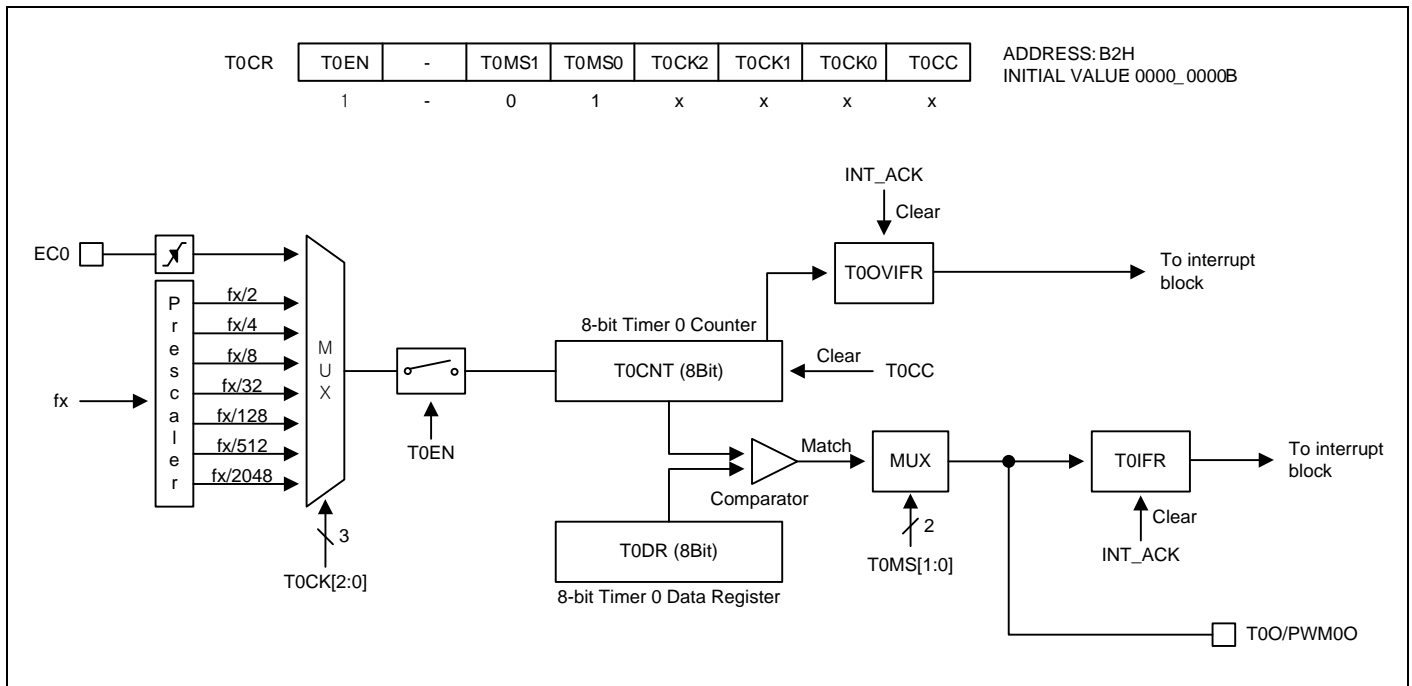 T0CR T0EN - T0MS1 T0MS0 T0CK2 T0CK1 T0CK0 T0CC
1 - 0 1 x x x x
ADDRESS: B2H
INITIAL VALUE 0000_0000B
INT_ACK
Clear
EC0
T0OVIFR
To interrupt
block
Prescaler
fx/2
fx/4
fx/8
fx/32
fx/128
fx/512
fx/2048
fx
MUX
8-bit Timer 0 Counter
T0CNT (8Bit)
Clear
T0CC
T0EN
Match
MUX
T0IFR
To interrupt
block
Comparator
3
T0CK[2:0]
T0DR (8Bit)
8-bit Timer 0 Data Register
2
T0MS[1:0]
Clear
INT_ACK
T0O/PWM0O